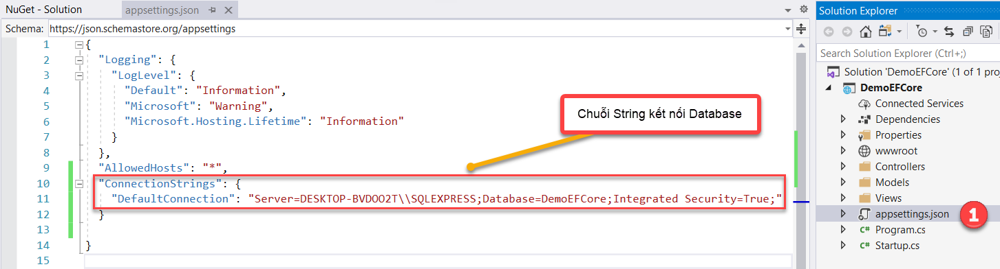 NuGet - Solution
appsettings.json
Schema: https://json.schemastore.org/appsettings
1 {
2 "Logging": {
3 "LogLevel": {
4 "Default": "Information",
5 "Microsoft": "Warning",
6 "Microsoft.Hosting.Lifetime": "Information"
7 }
8 },
9 "AllowedHosts": "*",
10 "ConnectionStrings": {
11 "DefaultConnection": "Server=DESKTOP-BVDOO2T\\SQLEXPRESS;Database=DemoEFCore;Integrated Security=True;"
12 }
13
14 }
15
Chuỗi String kết nối Database
Solution Explorer
Search Solution Explorer (Ctrl+;)
Solution 'DemoEFCore' (1 of 1 proj
DemoEFCore
Connected Services
Dependencies
Properties
wwwroot
Controllers
Models
Views
appsettings.json
1
C# Program.cs
C# Startup.cs